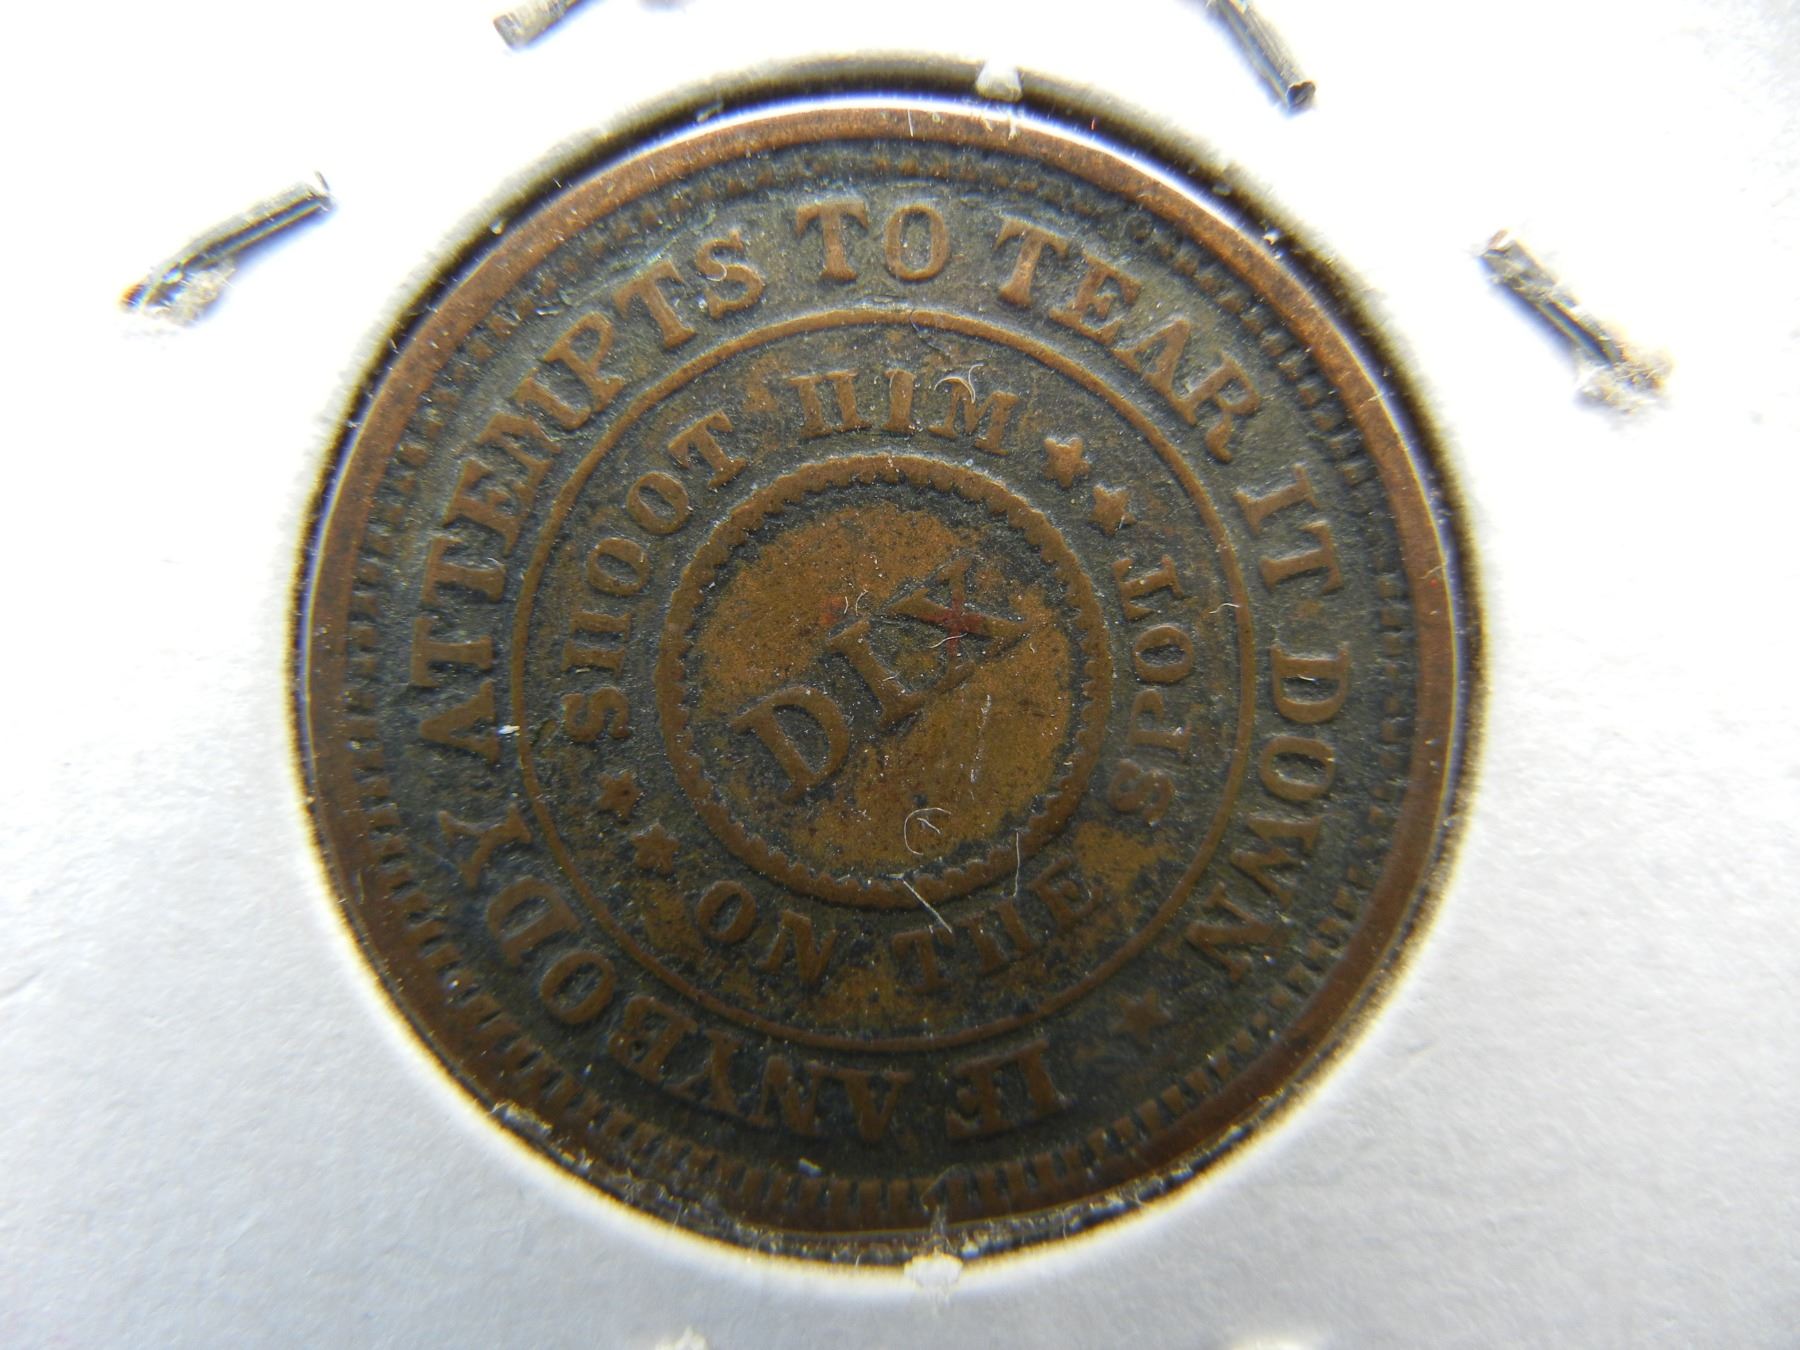 IF ANYBODY ATTEMPTS TO TEAR IT DOWN
SHOOT HIM ON THE SPOT
DIX